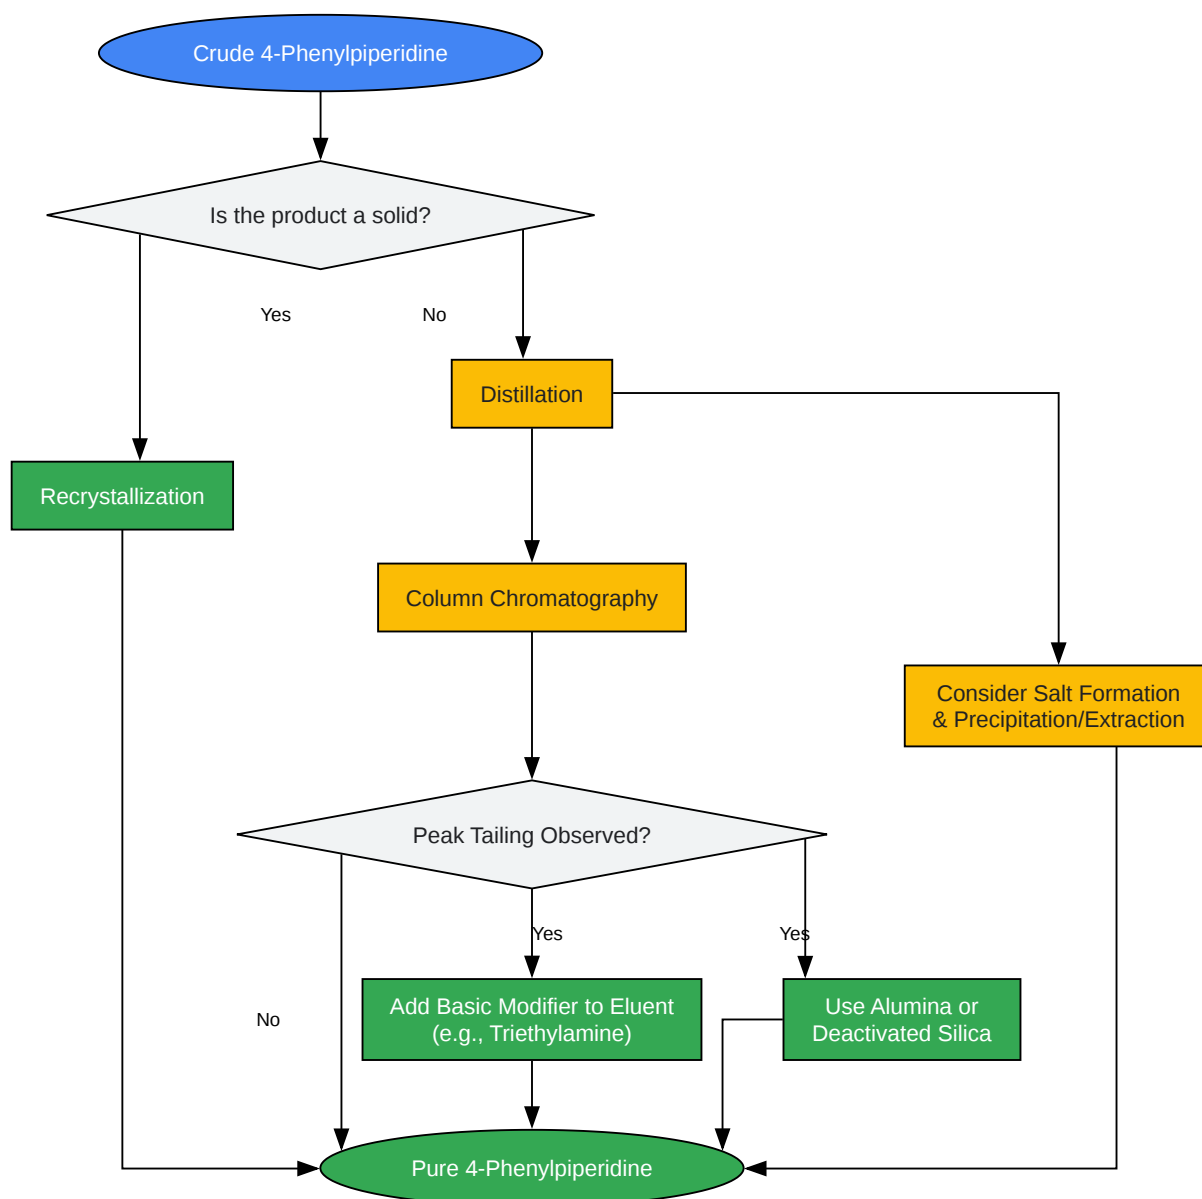 Crude 4-Phenylpiperidine
Is the product a solid?
Yes
No
Distillation
Recrystallization
Column Chromatography
Consider Salt Formation
& Precipitation/Extraction
Peak Tailing Observed?
Yes
Yes
No
Add Basic Modifier to Eluent
(e.g., Triethylamine)
Use Alumina or
Deactivated Silica
Pure 4-Phenylpiperidine